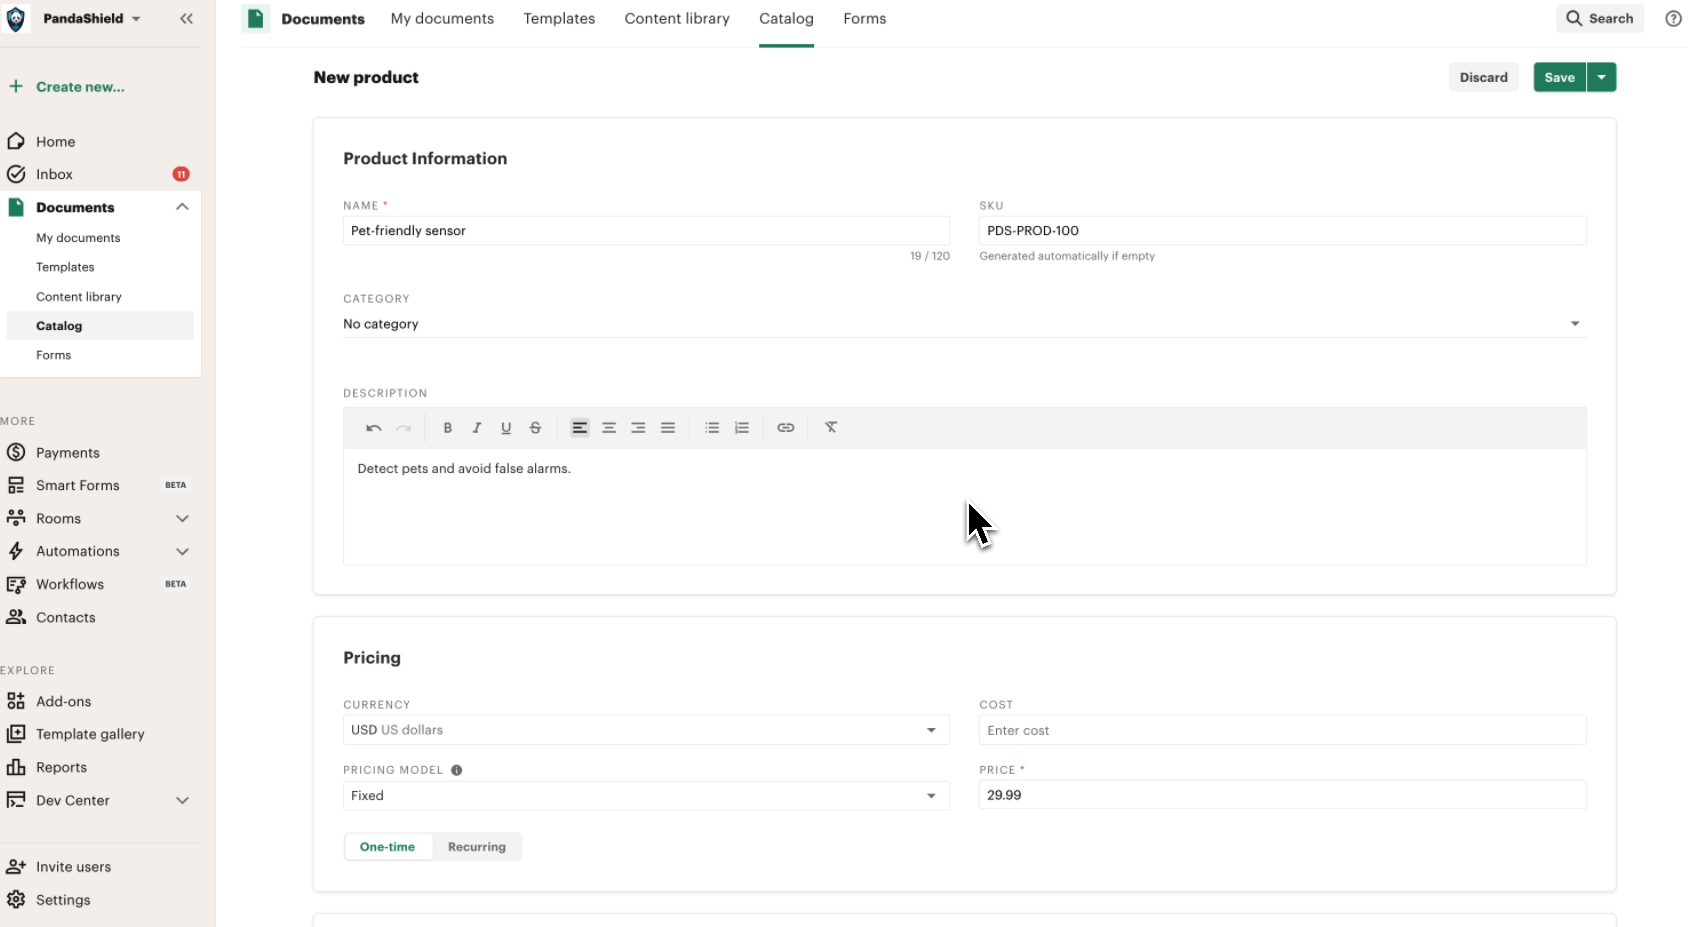 PandaShield
Documents
My documents
Templates
Content library
Catalog
Forms
Search
Create new...
Home
Inbox
11
Documents
My documents
Templates
Content library
Catalog
Forms
MORE
Payments
Smart Forms
BETA
Rooms
Automations
Workflows
BETA
Contacts
EXPLORE
Add-ons
Template gallery
Reports
Dev Center
Invite users
Settings
New product
Discard
Save
Product Information
NAME *
Pet-friendly sensor
19 / 120
SKU
PDS-PROD-100
Generated automatically if empty
CATEGORY
No category
DESCRIPTION
B I U S
Detect pets and avoid false alarms.
Pricing
CURRENCY
USD US dollars
COST
Enter cost
PRICING MODEL
Fixed
PRICE *
29.99
One-time
Recurring